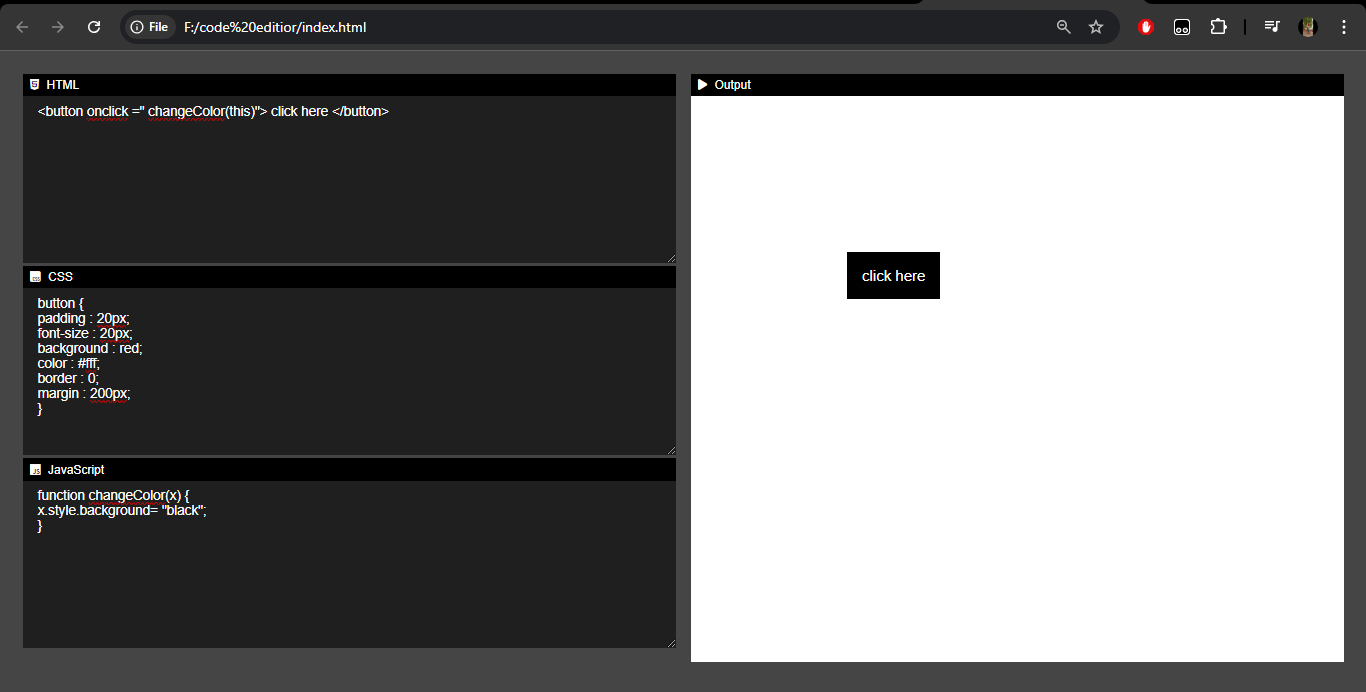 File F:/code%20editior/index.html
HTML
<button onclick =" changeColor(this)"> click here </button>
CSS
button {
padding : 20px;
font-size : 20px;
background : red;
color : #fff;
border : 0;
margin : 200px;
}
JavaScript
function changeColor(x) {
x.style.background= "black";
}
Output
click here